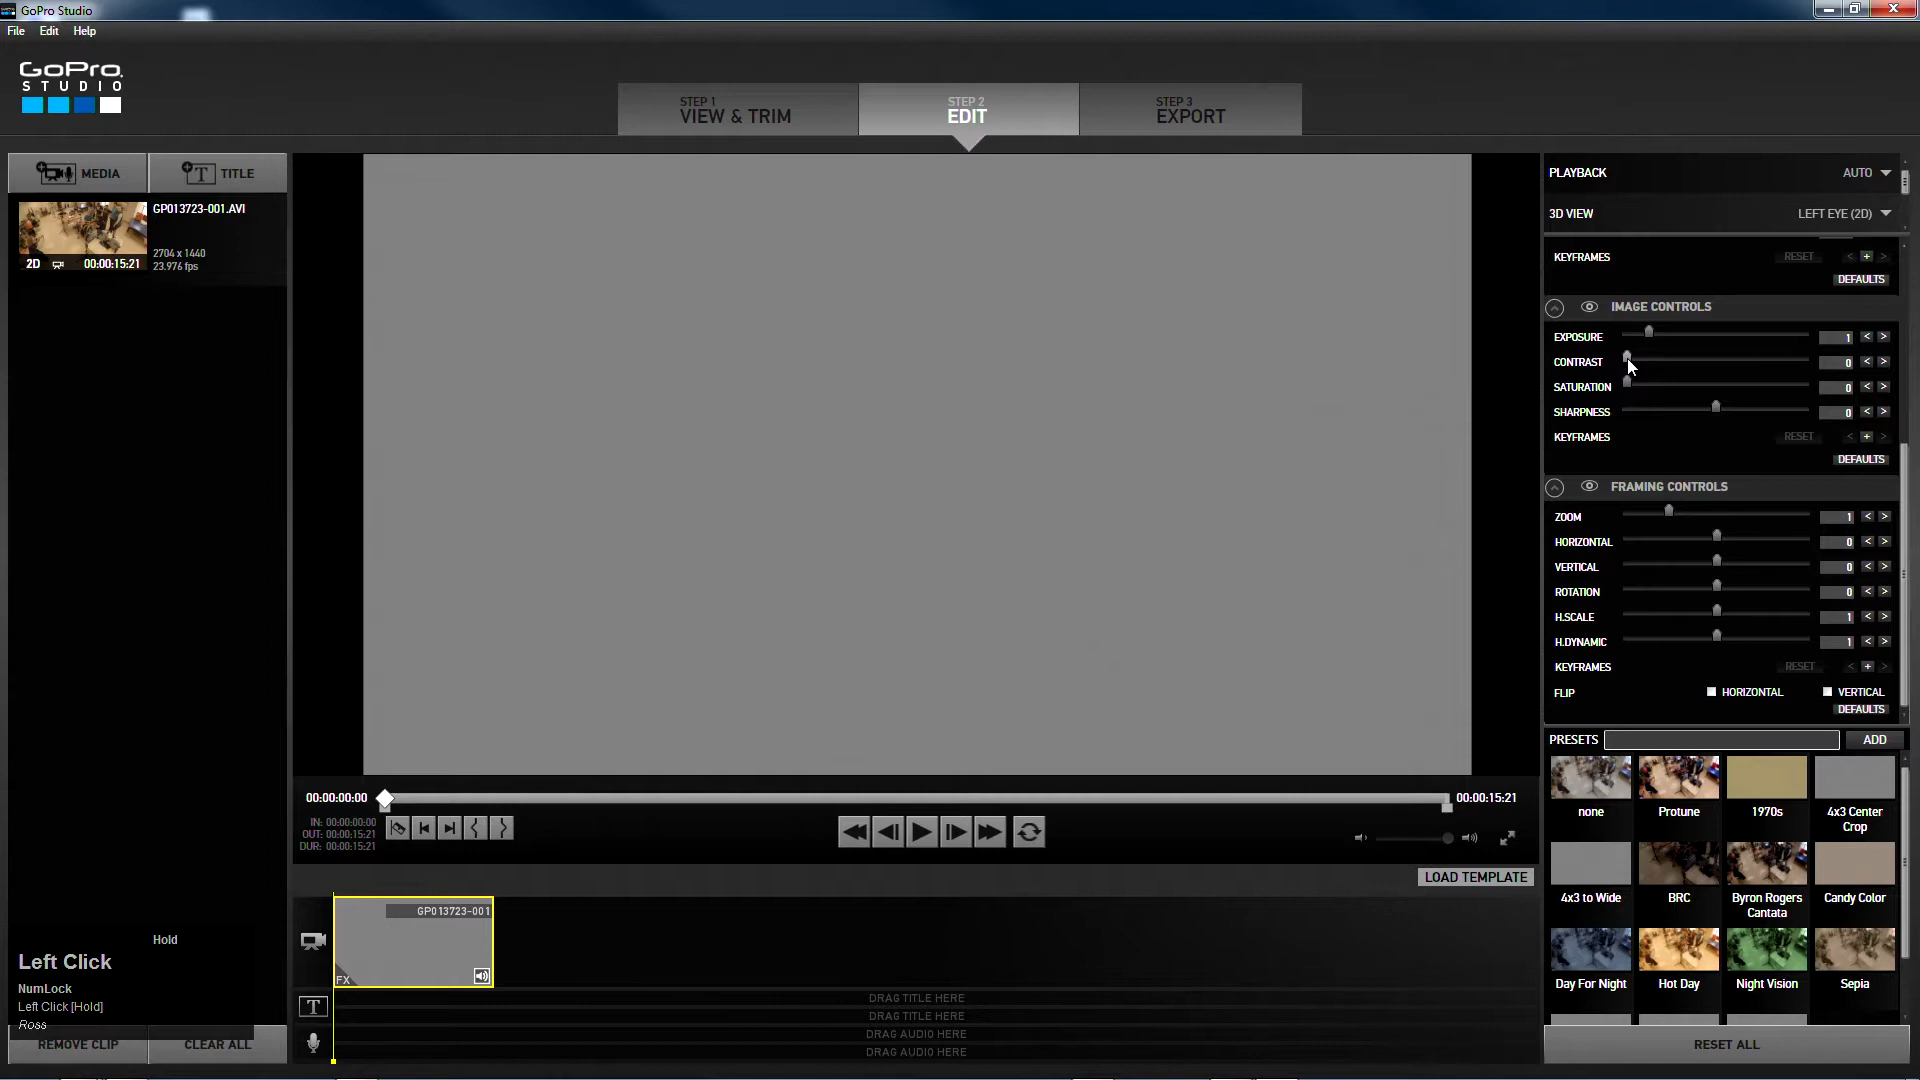 GoPro Studio
File Edit Help
GoPro
STUDIO
STEP 1
VIEW & TRIM
STEP 2
EDIT
STEP 3
EXPORT
MEDIA
TITLE
GP013723-001.AVI
2704 x 1440
23.976 fps
2D 00:00:15:21
PLAYBACK AUTO
3D VIEW LEFT EYE (2D)
KEYFRAMES RESET < + >
DEFAULTS
IMAGE CONTROLS
EXPOSURE 1 < >
CONTRAST 0 < >
SATURATION 0 < >
SHARPNESS 0 < >
KEYFRAMES RESET < + >
DEFAULTS
FRAMING CONTROLS
ZOOM 1 < >
HORIZONTAL 0 < >
VERTICAL 0 < >
ROTATION 0 < >
H.SCALE 1 < >
H.DYNAMIC 1 < >
KEYFRAMES RESET < + >
FLIP HORIZONTAL VERTICAL
DEFAULTS
PRESETS ADD
none
Protune
1970s
4x3 Center
Crop
4x3 to Wide
BRC
Byron Rogers
Cantata
Candy Color
Day For Night
Hot Day
Night Vision
Sepia
RESET ALL
00:00:00:00
00:00:15:21
IN: 00:00:00:00
OUT: 00:00:15:21
DUR: 00:00:15:21
LOAD TEMPLATE
GP013723-001
FX
T
DRAG TITLE HERE
DRAG TITLE HERE
DRAG AUDIO HERE
DRAG AUDIO HERE
Hold
Left Click
NumLock
Left Click [Hold]
Ross
REMOVE CLIP
CLEAR ALL